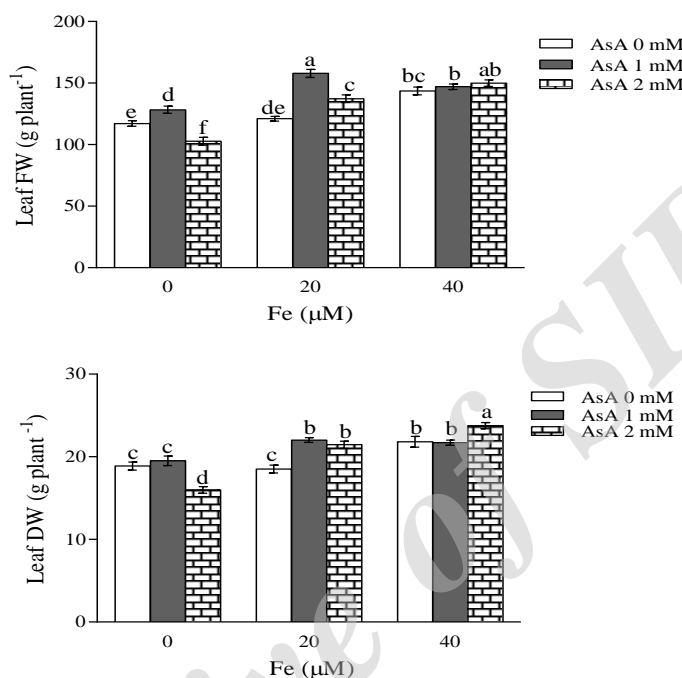 200
150
100
50
0
Leaf FW (g plant⁻¹)
e d f de a c bc b ab
0 20 40
Fe (µM)
AsA 0 mM
AsA 1 mM
AsA 2 mM
30
20
10
0
Leaf DW (g plant⁻¹)
c c d c b b b b a
0 20 40
Fe (µM)
AsA 0 mM
AsA 1 mM
AsA 2 mM
of SI